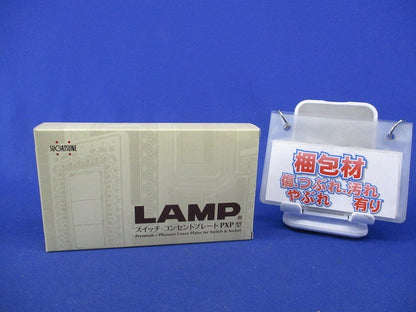 SUGATSUNE
LAMP®
スイッチ・コンセントプレート PXP型
Premium - Pleasure Cover Plates for Switch & Socket
梱包材
傷つぶれ、汚れ
やぶれ 有り